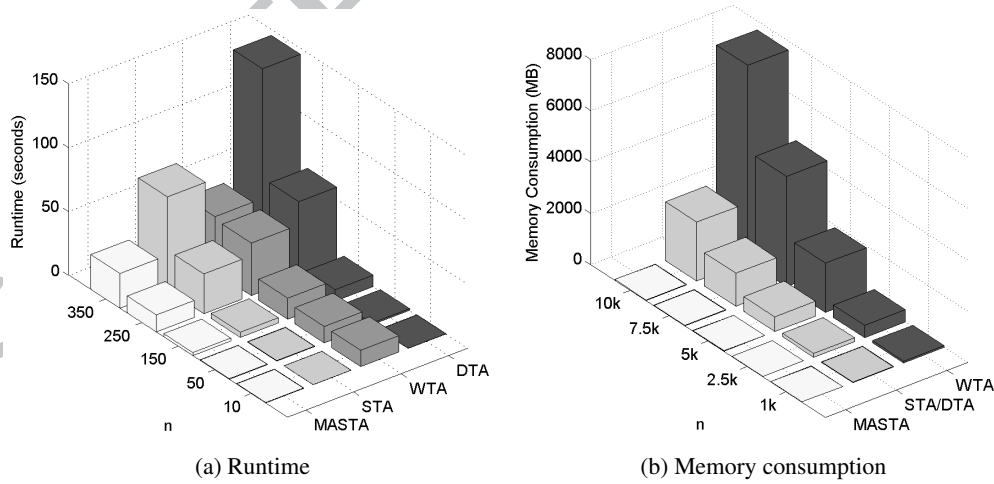 150
100
50
0
Runtime (seconds)
350
250
150
50
10
n
MASTA
STA
WTA
DTA
(a) Runtime
8000
6000
4000
2000
0
Memory Consumption (MB)
10k
7.5k
5k
2.5k
1k
n
MASTA
STA/DTA
WTA
(b) Memory consumption